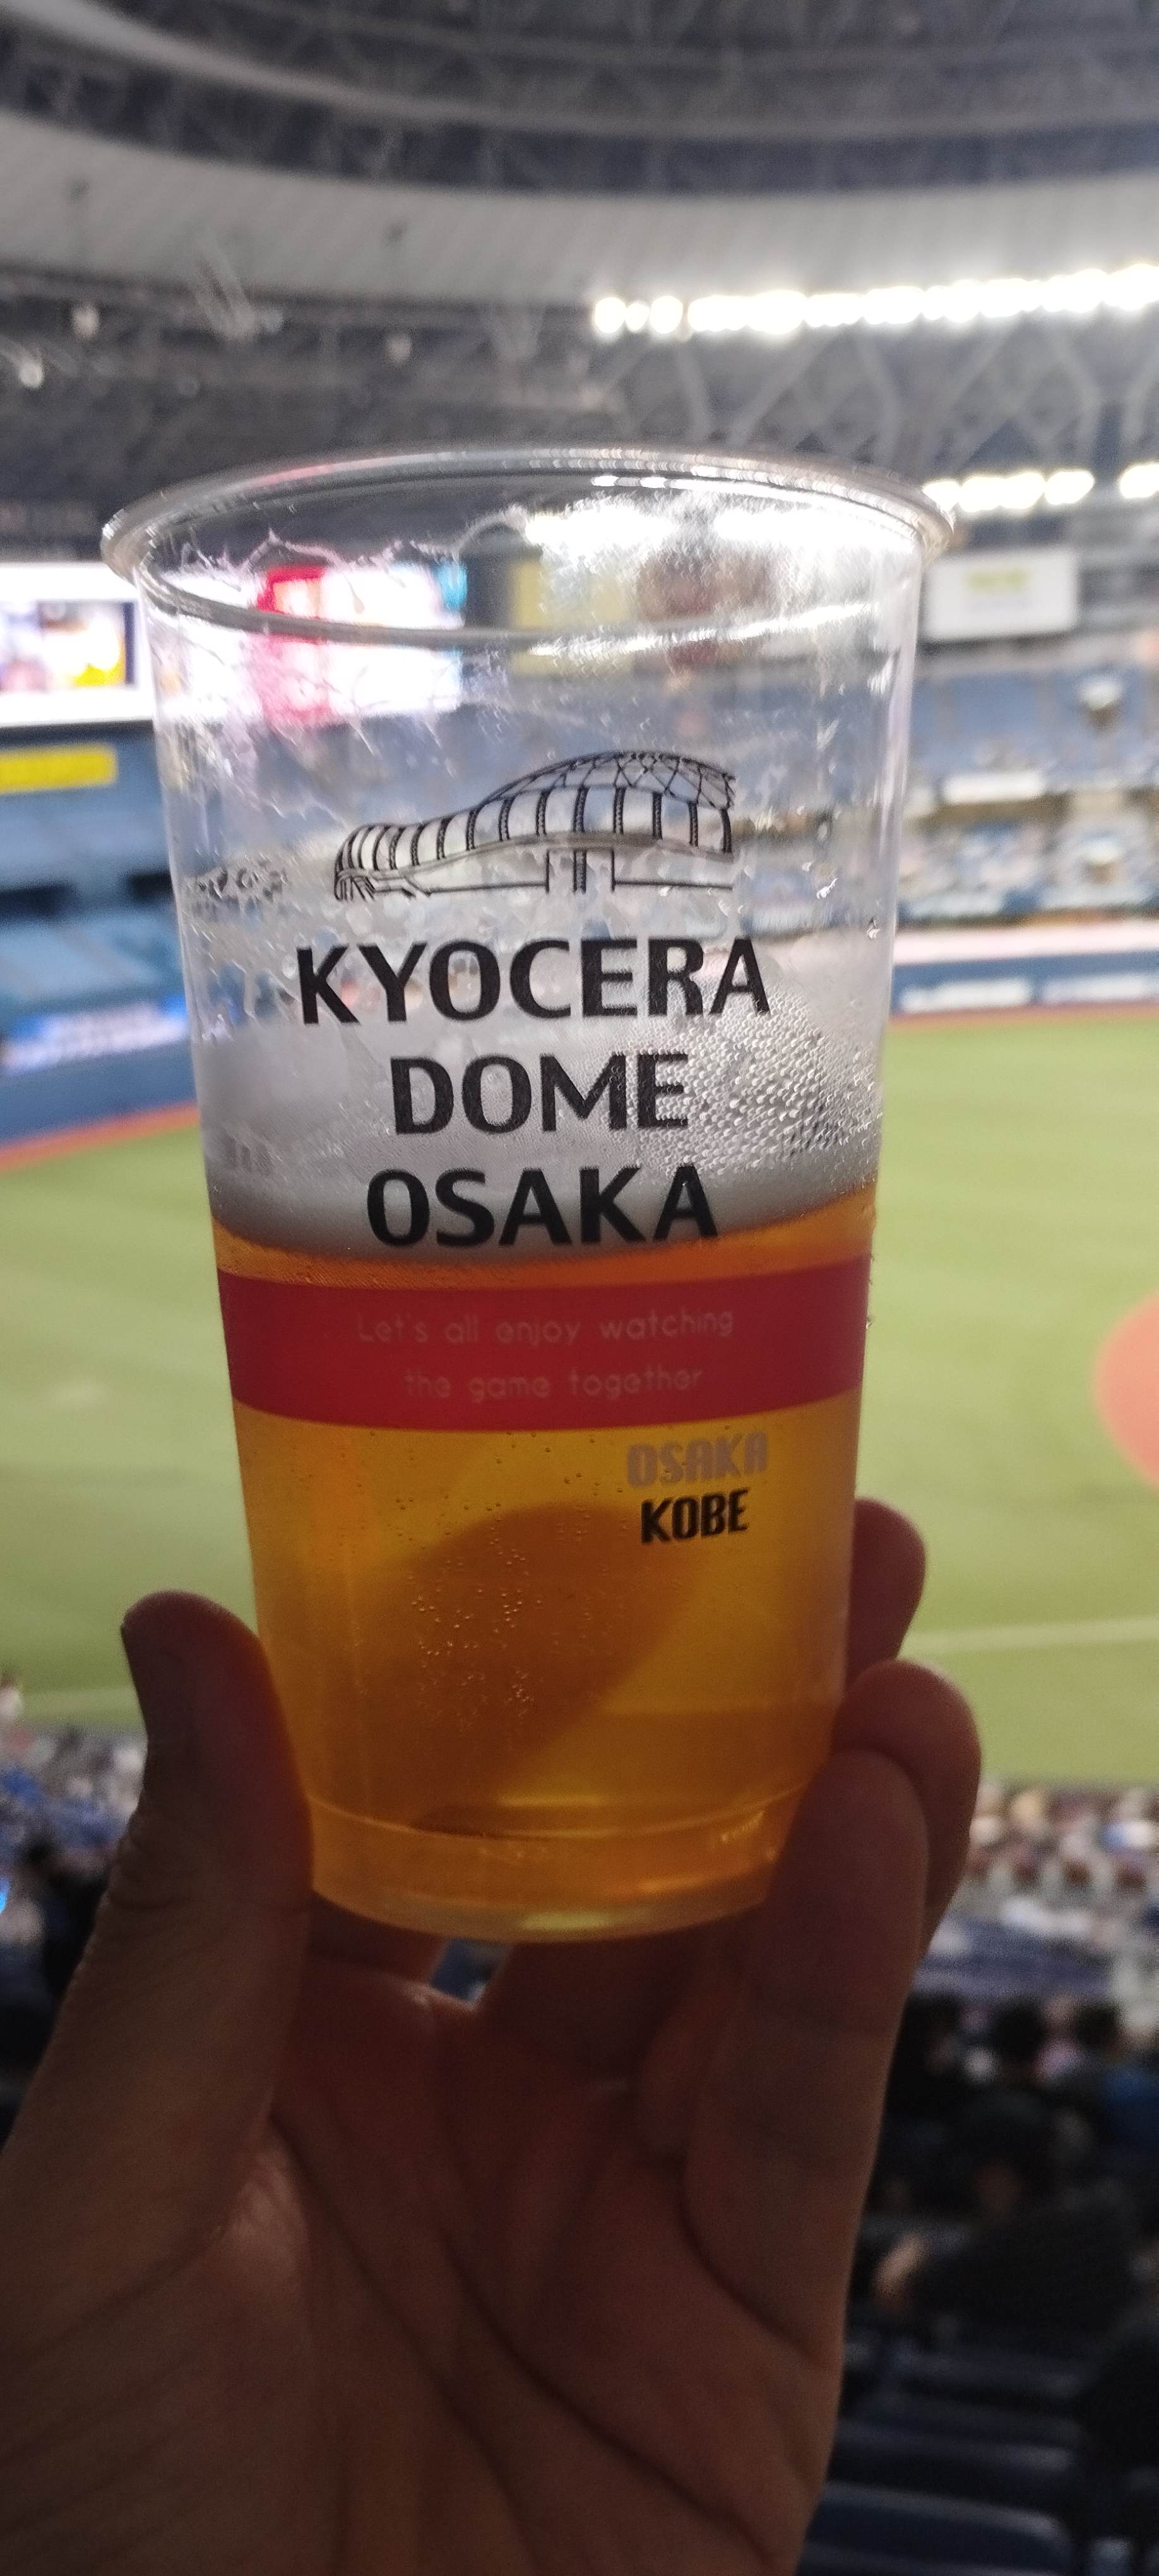 KYOCERA
DOME
OSAKA
Let's all enjoy watching
the game together
OSAKA
KOBE